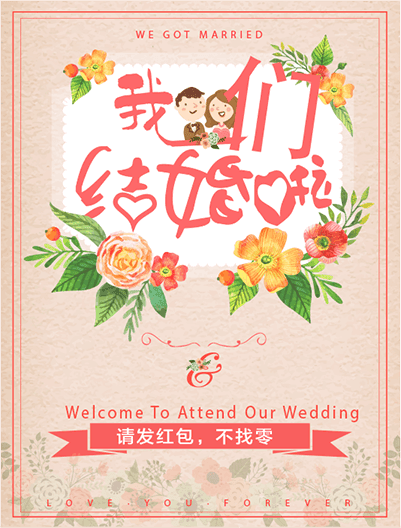 WE GOT MARRIED
我们
结婚啦
&
Welcome To Attend Our Wedding
请发红包，不找零
LOVE·YOU FOREVER